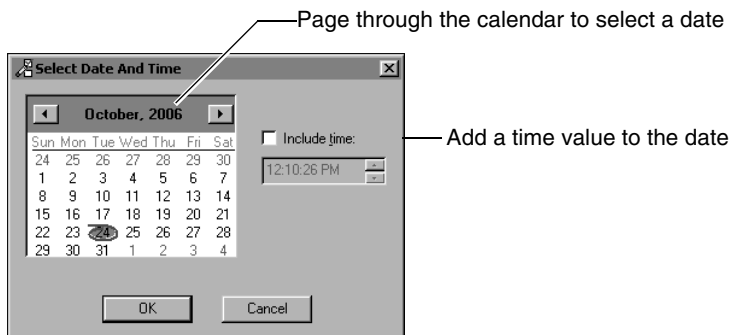 Page through the calendar to select a date
Select Date And Time
October, 2006
Sun Mon Tue Wed Thu Fri Sat
24 25 26 27 28 29 30
1 2 3 4 5 6 7
8 9 10 11 12 13 14
15 16 17 18 19 20 21
22 23 24 25 26 27 28
29 30 31 1 2 3 4
Include time:
12:10:26 PM
Add a time value to the date
OK Cancel